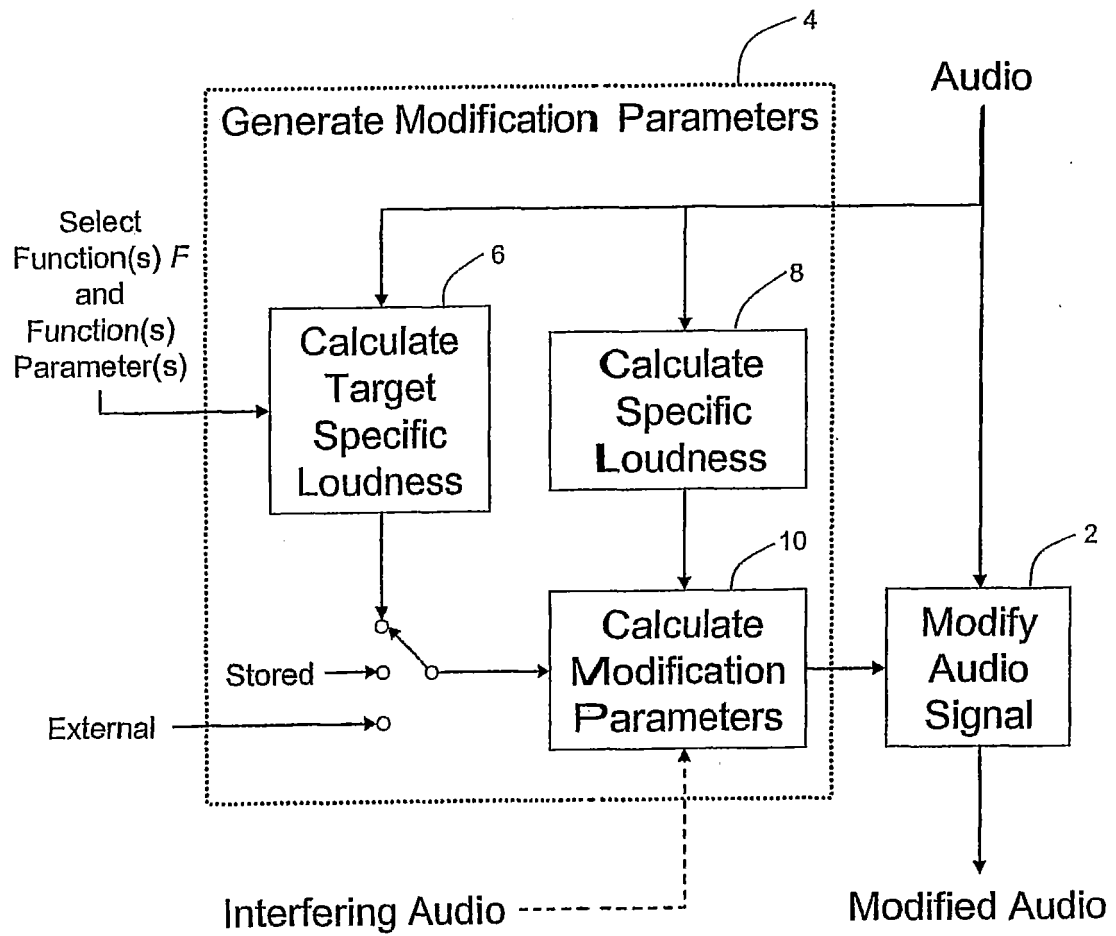 4
Audio
Generate Modification Parameters
Select
Function(s) F
and
Function(s)
Parameter(s)
6
Calculate
Target
Specific
Loudness
8
Calculate
Specific
Loudness
10
Calculate
Modification
Parameters
2
Modify
Audio
Signal
Stored
External
Interfering Audio
Modified Audio